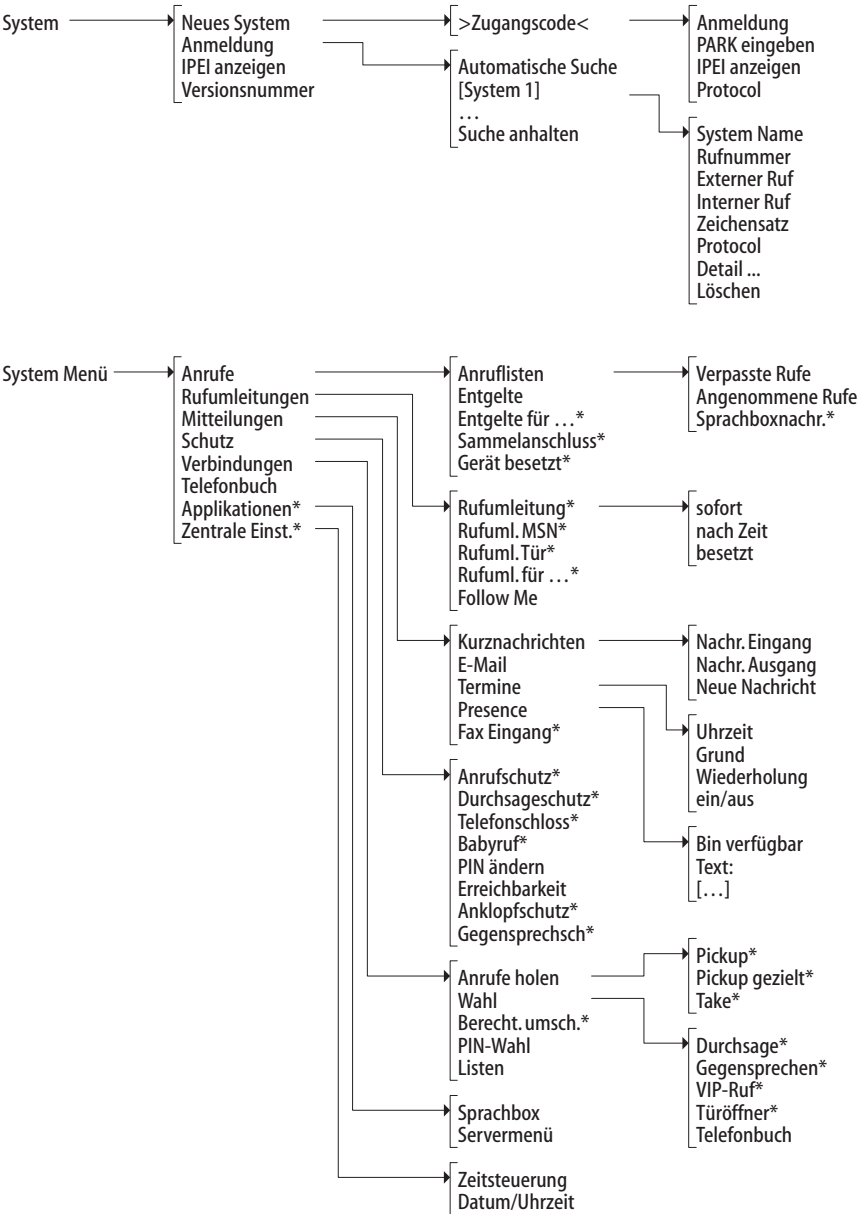 System
Neues System
Anmeldung
IPEI anzeigen
Versionsnummer
>Zugangscode<
Automatische Suche
[System 1]
...
Suche anhalten
Anmeldung
PARK eingeben
IPEI anzeigen
Protocol
System Name
Rufnummer
Externer Ruf
Interner Ruf
Zeichensatz
Protocol
Detail ...
Löschen
System Menü
Anrufe
Rufumleitungen
Mitteilungen
Schutz
Verbindungen
Telefonbuch
Applikationen*
Zentrale Einst.*
Anruflisten
Entgelte
Entgelte für ...*
Sammelanschluss*
Gerät besetzt*
Verpasste Rufe
Angenommene Rufe
Sprachboxnachr.*
Rufumleitung*
Rufuml. MSN*
Rufuml. Tür*
Rufuml. für ...*
Follow Me
sofort
nach Zeit
besetzt
Kurznachrichten
E-Mail
Termine
Presence
Fax Eingang*
Nachr. Eingang
Nachr. Ausgang
Neue Nachricht
Uhrzeit
Grund
Wiederholung
ein/aus
Bin verfügbar
Text:
[...]
Anrufschutz*
Durchsageschutz*
Telefonschloss*
Babyruf*
PIN ändern
Erreichbarkeit
Anklopfschutz*
Gegensprechsch*
Anrufe holen
Wahl
Berecht. umsch.*
PIN-Wahl
Listen
Pickup*
Pickup gezielt*
Take*
Durchsage*
Gegensprechen*
VIP-Ruf*
Türöffner*
Telefonbuch
Sprachbox
Servermenü
Zeitsteuerung
Datum/Uhrzeit